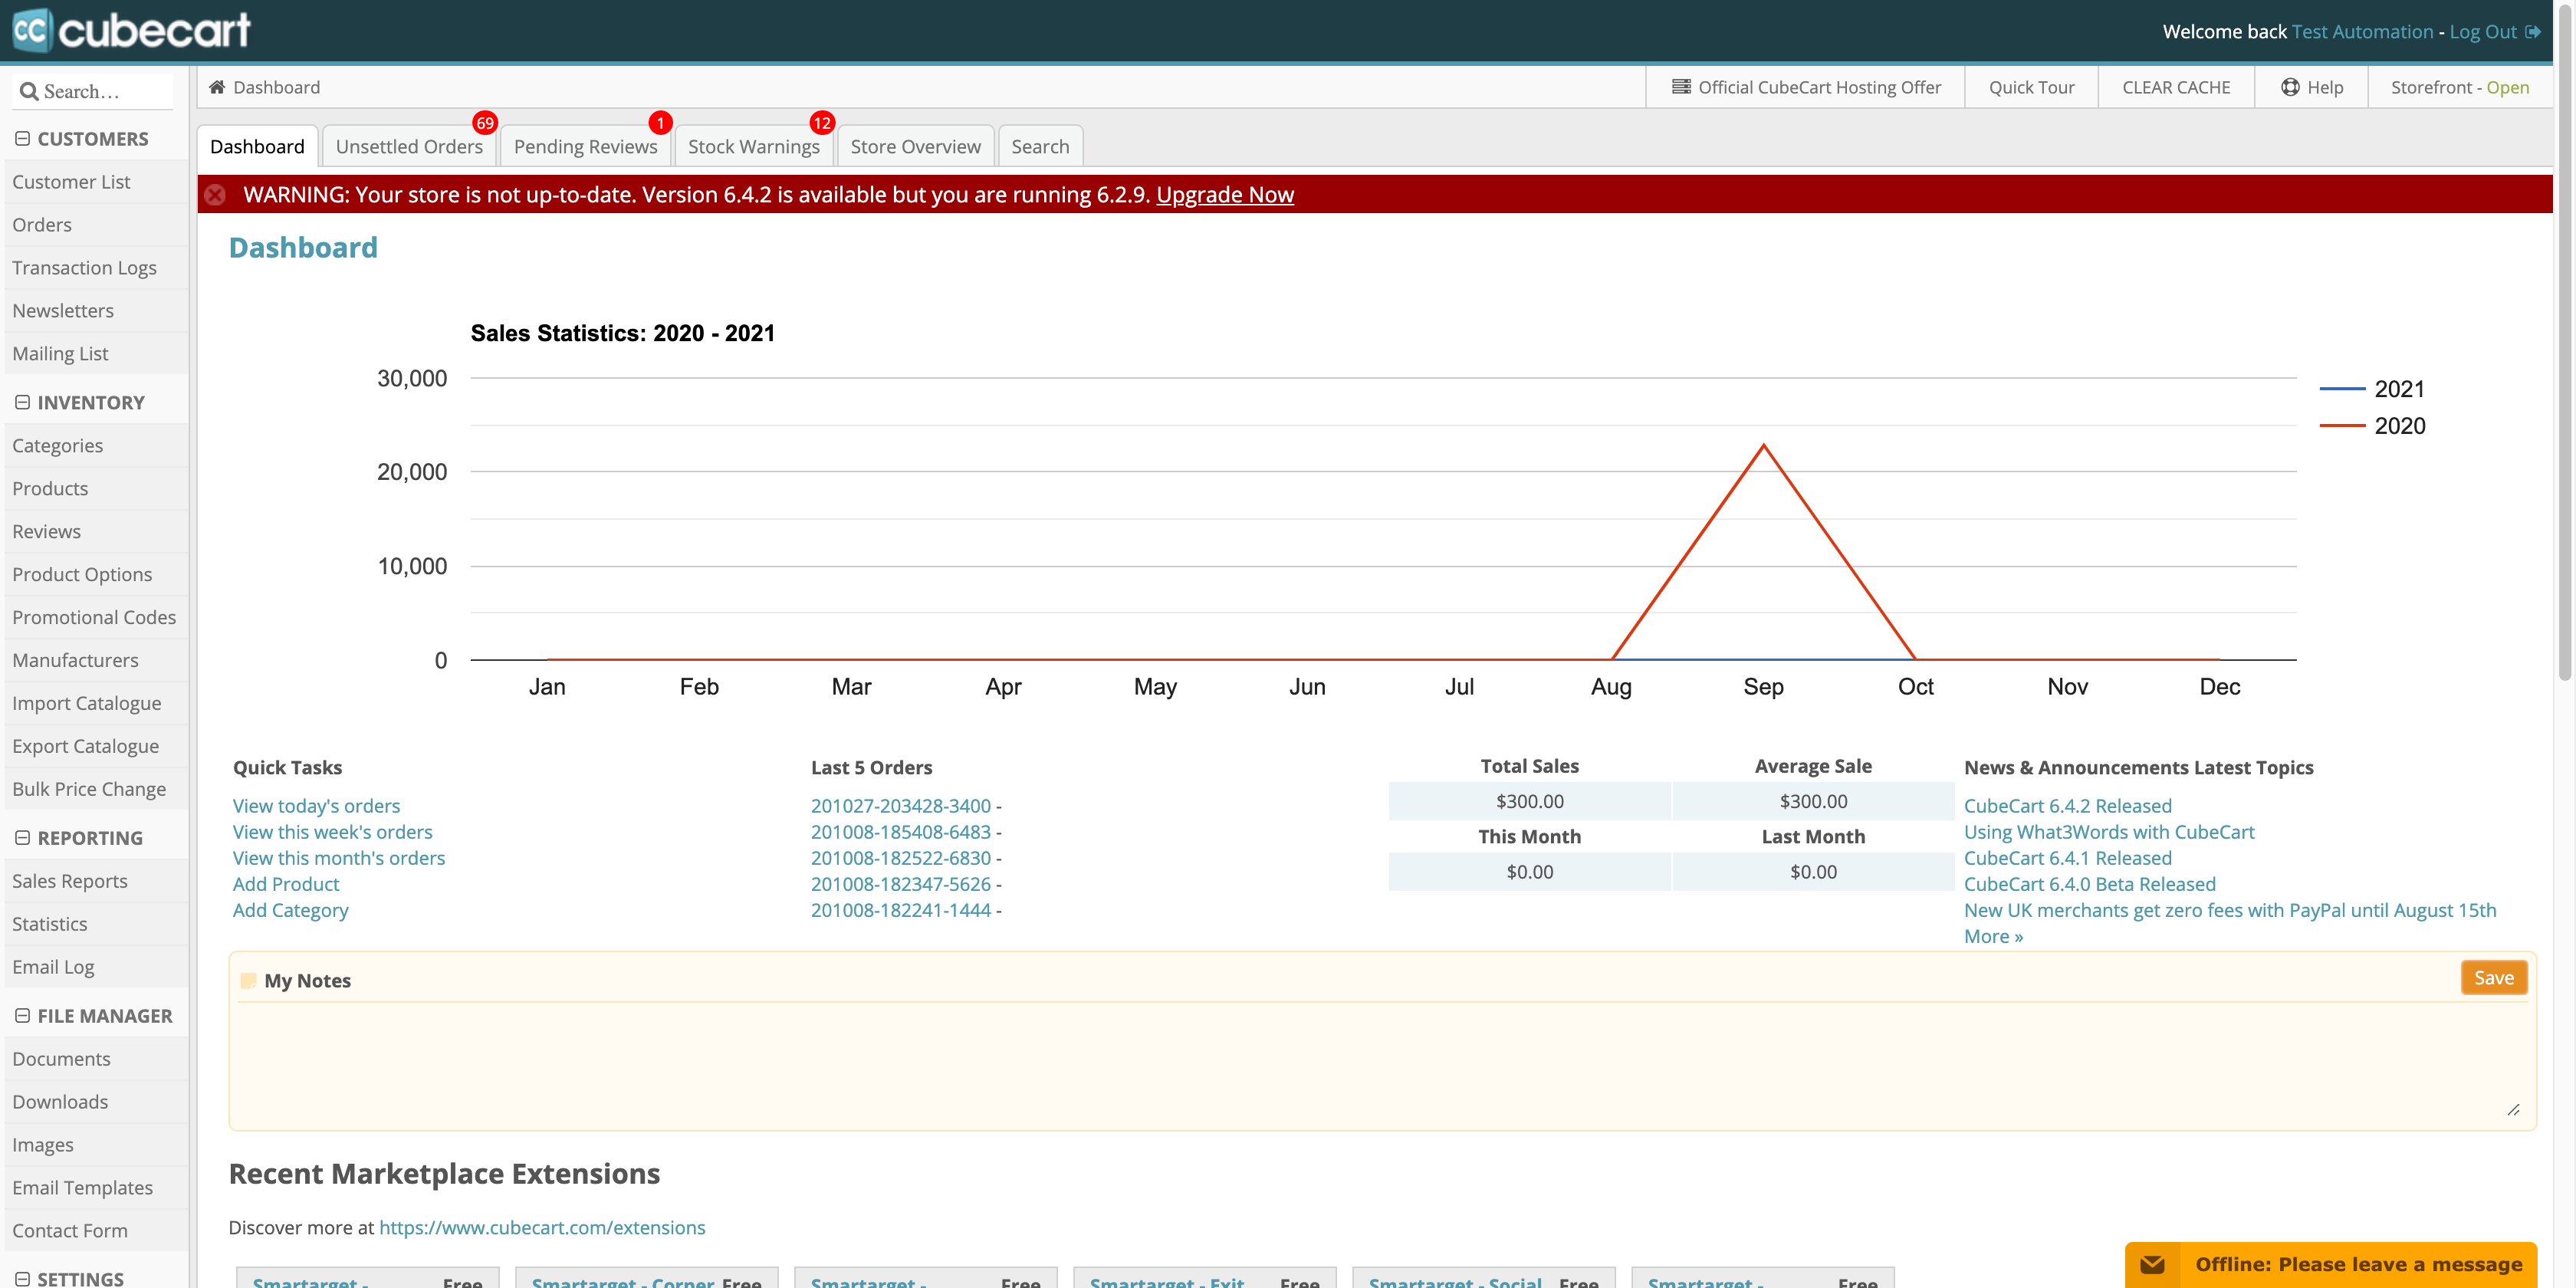 cc cubecart
Welcome back Test Automation - Log Out
Search...
Dashboard
Official CubeCart Hosting Offer
Quick Tour
CLEAR CACHE
Help
Storefront - Open
CUSTOMERS
Customer List
Orders
Transaction Logs
Newsletters
Mailing List
INVENTORY
Categories
Products
Reviews
Product Options
Promotional Codes
Manufacturers
Import Catalogue
Export Catalogue
Bulk Price Change
REPORTING
Sales Reports
Statistics
Email Log
FILE MANAGER
Documents
Downloads
Images
Email Templates
Contact Form
SETTINGS
Dashboard
Unsettled Orders 69
Pending Reviews 1
Stock Warnings 12
Store Overview
Search
WARNING: Your store is not up-to-date. Version 6.4.2 is available but you are running 6.2.9. Upgrade Now
Dashboard
Sales Statistics: 2020 - 2021
30,000
20,000
10,000
0
Jan Feb Mar Apr May Jun Jul Aug Sep Oct Nov Dec
2021
2020
Quick Tasks
View today's orders
View this week's orders
View this month's orders
Add Product
Add Category
Last 5 Orders
201027-203428-3400 -
201008-185408-6483 -
201008-182522-6830 -
201008-182347-5626 -
201008-182241-1444 -
Total Sales Average Sale
$300.00 $300.00
This Month Last Month
$0.00 $0.00
News & Announcements Latest Topics
CubeCart 6.4.2 Released
Using What3Words with CubeCart
CubeCart 6.4.1 Released
CubeCart 6.4.0 Beta Released
New UK merchants get zero fees with PayPal until August 15th
More »
My Notes
Save
Recent Marketplace Extensions
Discover more at https://www.cubecart.com/extensions
Smartarget - Free
Smartarget - Corner Free
Smartarget - Free
Smartarget - Exit Free
Smartarget - Social Free
Smartarget - Free
Offline: Please leave a message